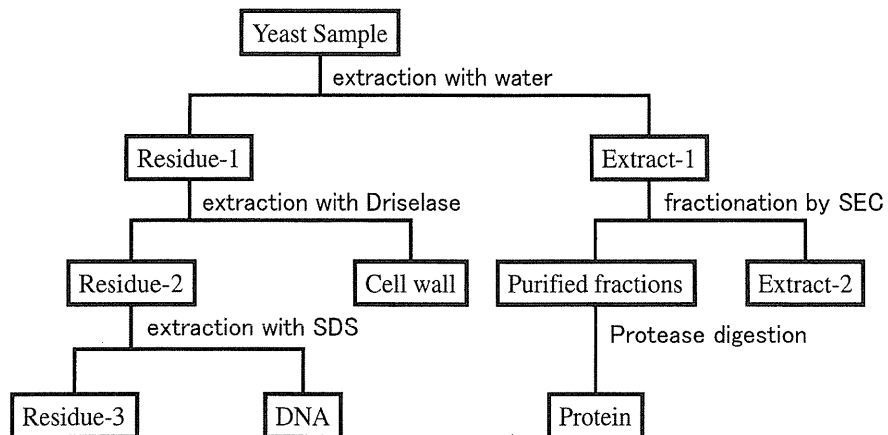 Yeast Sample
extraction with water
Residue-1
Extract-1
extraction with Driselase
fractionation by SEC
Residue-2
Cell wall
Purified fractions
Extract-2
extraction with SDS
Protease digestion
Residue-3
DNA
Protein